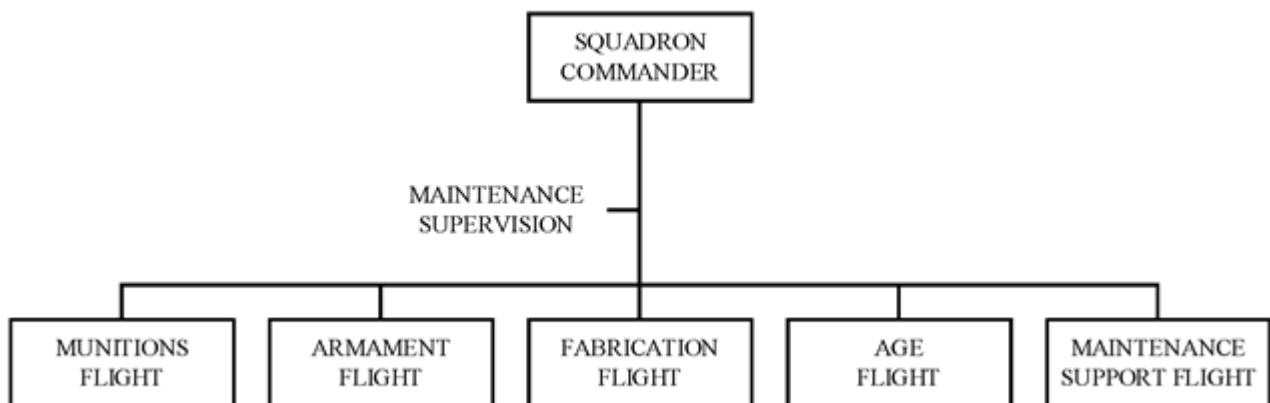 SQUADRON
COMMANDER
MAINTENANCE
SUPERVISION
MUNITIONS
FLIGHT
ARMAMENT
FLIGHT
FABRICATION
FLIGHT
AGE
FLIGHT
MAINTENANCE
SUPPORT FLIGHT